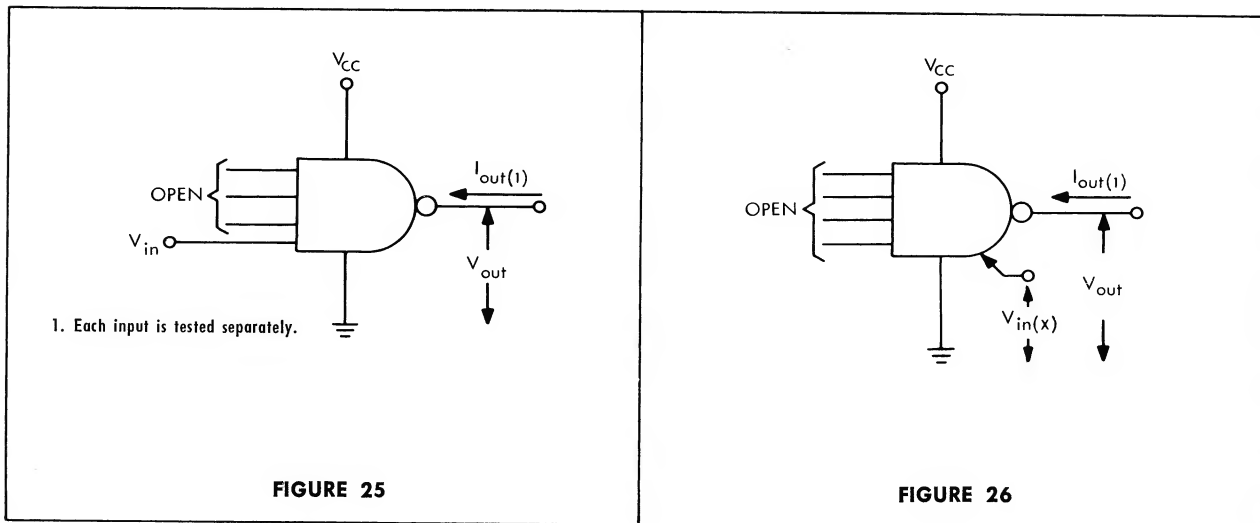 VCC
Iout(1)
OPEN
Vin
Vout
1. Each input is tested separately.
FIGURE 25
VCC
Iout(1)
OPEN
Vout
Vin(x)
FIGURE 26